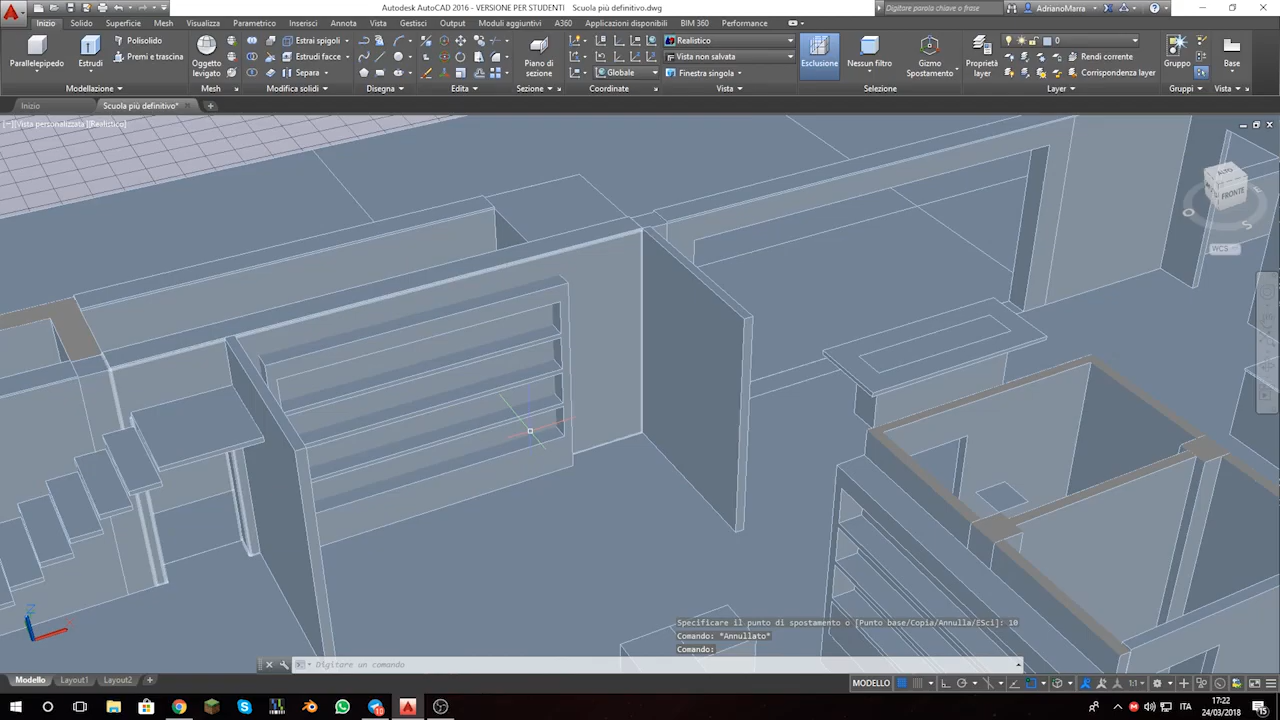 Autodesk AutoCAD 2016 - VERSIONE PER STUDENTI Scuola più definitivo.dwg
Digitare parola chiave o frase
AdrianoMarra
Inizio Solido Superficie Mesh Visualizza Parametrico Inserisci Annota Vista Gestisci Output Moduli aggiuntivi A360 Applicazioni disponibili BIM 360 Performance
Parallelepipedo
Estrudi
Polisolido
Premi e trascina
Oggetto levigato
Estrai spigoli
Estrudi facce
Separa
Piano di sezione
Realistico
Vista non salvata
Globale
Finestra singola
Esclusione
Nessun filtro
Gizmo Spostamento
Proprietà layer
0
Rendi corrente
Corrispondenza layer
Gruppo
Base
Modellazione Mesh Modifica solidi Disegna Edita Sezione Coordinate Vista Selezione Layer Gruppi Vista
Inizio Scuola più definitivo*
[−][Vista personalizzata][Realistico]
ALTO
FRONTE
S
WCS
Z
Specificare il punto di spostamento o [Punto base/Copia/Annulla/ESci]: 10
Comando: *Annullato*
Comando:
Digitare un comando
Modello Layout1 Layout2 +
MODELLO
1:1
17:22
ITA
24/03/2018